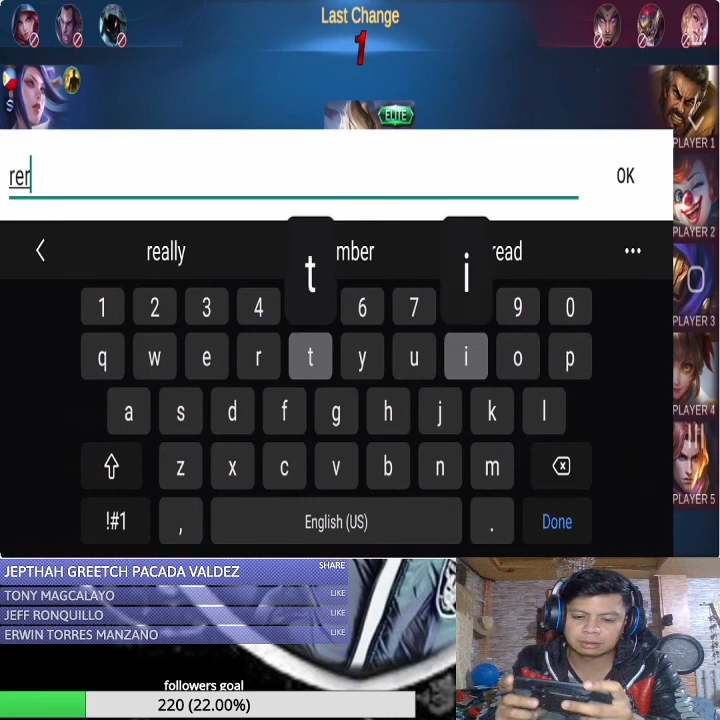 Last Change
1
S
ELITE
PLAYER 1
rer
OK
PLAYER 2
really
t
mber
i
read
1 2 3 4 6 7 9 0
PLAYER 3
q w e r t y u i o p
a s d f g h j k l
PLAYER 4
z x c v b n m
PLAYER 5
!#1 , English (US) . Done
JEPTHAH GREETCH PACADA VALDEZ SHARE
TONY MAGCALAYO LIKE
JEFF RONQUILLO LIKE
ERWIN TORRES MANZANO LIKE
followers goal
220 (22.00%)